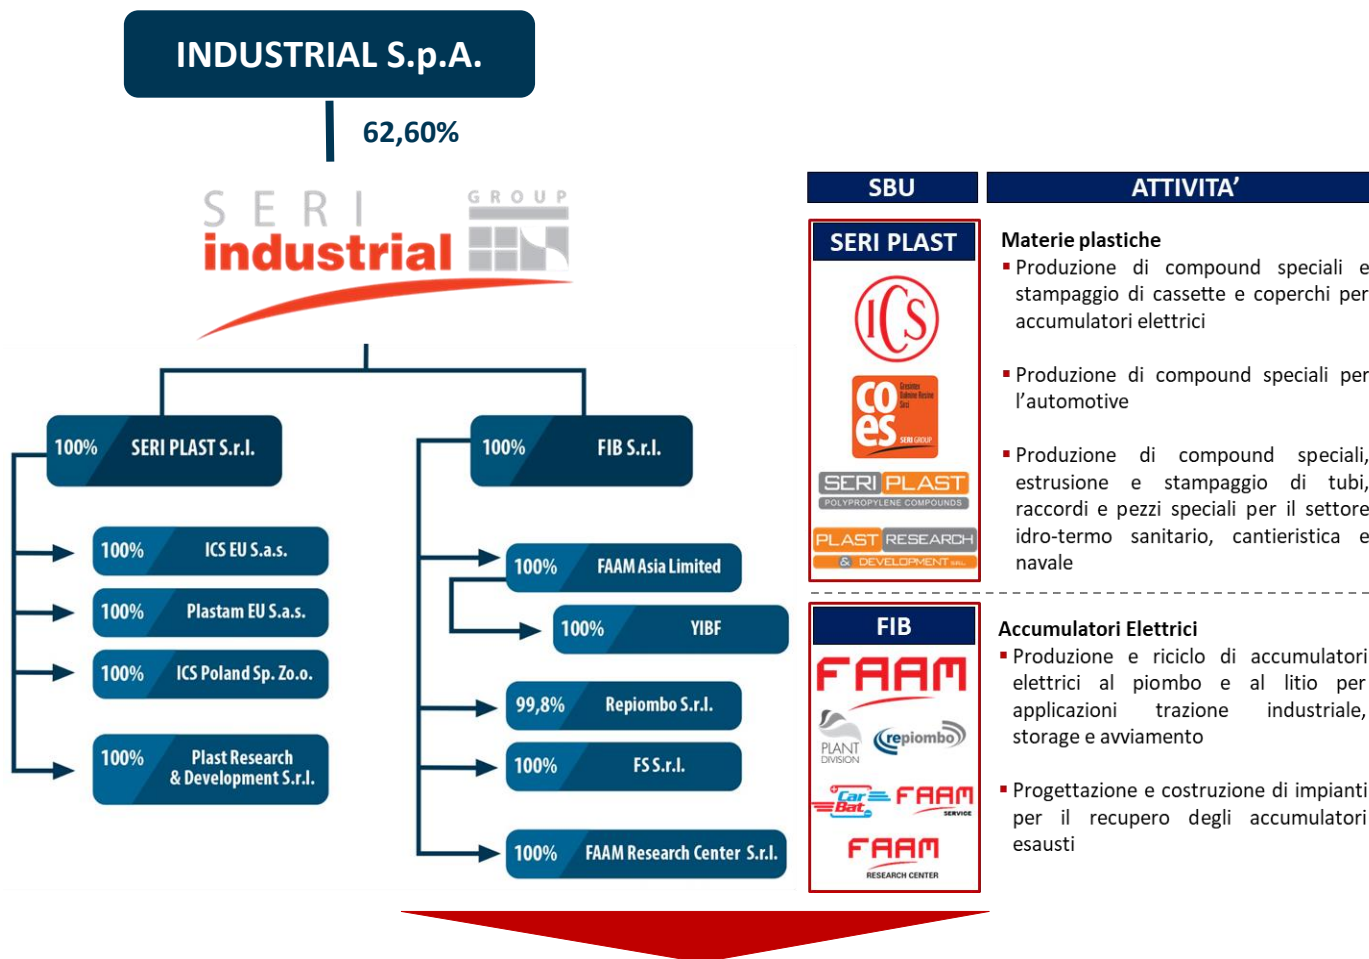 INDUSTRIAL S.p.A.
62,60%
SERI
GROUP
industrial
100% SERI PLAST S.r.l.
100% ICS EU S.a.s.
100% Plastam EU S.a.s.
100% ICS Poland Sp. Zo.o.
100% Plast Research
& Development S.r.l.
100% FIB S.r.l.
100% FAAM Asia Limited
100% YIBF
99,8% Repiombo S.r.l.
100% FS S.r.l.
100% FAAM Research Center S.r.l.
SBU
ATTIVITA’
SERI PLAST
ICS
co
es
Gresintex
Dalmine Resine
Sirci
SERI GROUP
SERI PLAST
POLYPROPYLENE COMPOUNDS
PLAST RESEARCH
& DEVELOPMENT S.R.L.
Materie plastiche
▪ Produzione di compound speciali e
stampaggio di cassette e coperchi per
accumulatori elettrici
▪ Produzione di compound speciali per
l’automotive
▪ Produzione di compound speciali,
estrusione e stampaggio di tubi,
raccordi e pezzi speciali per il settore
idro-termo sanitario, cantieristica e
navale
FIB
FAAM
PLANT
DIVISION
repiombo
Car
Bat
FAAM
SERVICE
FAAM
RESEARCH CENTER
Accumulatori Elettrici
▪ Produzione e riciclo di accumulatori
elettrici al piombo e al litio per
applicazioni trazione industriale,
storage e avviamento
▪ Progettazione e costruzione di impianti
per il recupero degli accumulatori
esausti